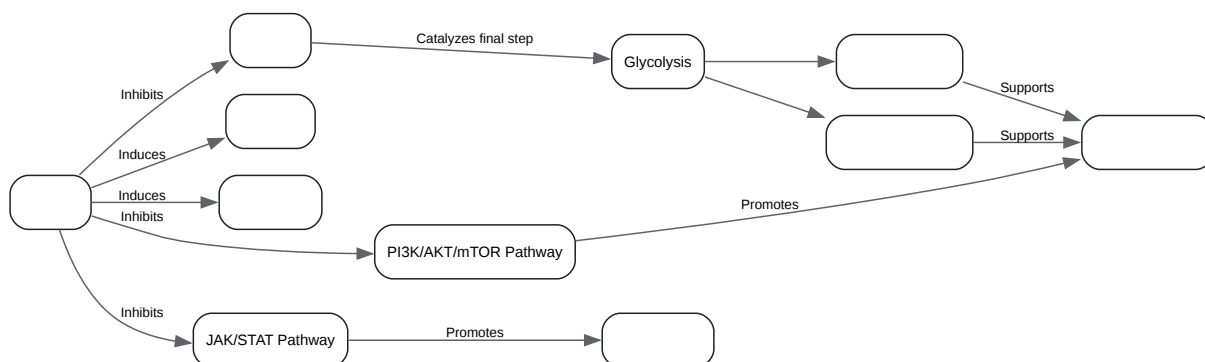 Catalyzes final step
Glycolysis
Supports
Inhibits
Induces
Supports
Induces
Inhibits
Promotes
PI3K/AKT/mTOR Pathway
Inhibits
JAK/STAT Pathway
Promotes